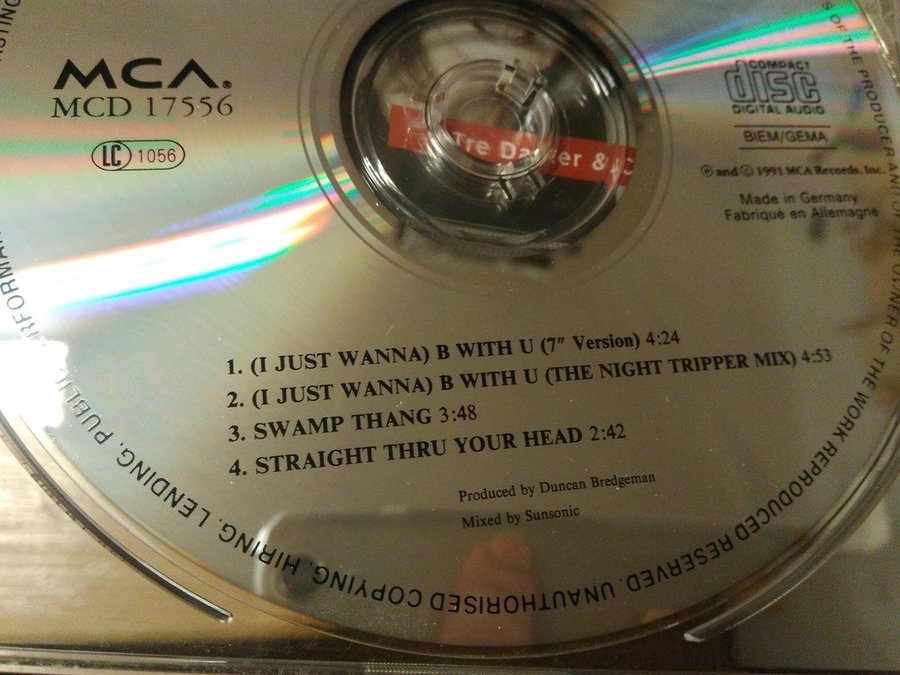 MCA®
MCD 17556
LC 1056
Tre Da er &
COMPACT
disc
DIGITAL AUDIO
BIEM/GEMA
℗ and © 1991 MCA Records, Inc.
Made in Germany
Fabriqué en Allemagne
1. (I JUST WANNA) B WITH U (7″ Version) 4:24
2. (I JUST WANNA) B WITH U (THE NIGHT TRIPPER MIX) 4:53
3. SWAMP THANG 3:48
4. STRAIGHT THRU YOUR HEAD 2:42
Produced by Duncan Bredgeman
Mixed by Sunsonic
OF THE PRODUCER AND OF THE OWNER OF THE WORK REPRODUCED RESERVED. UNAUTHORISED COPYING, HIRING, LENDING, PUBLIC